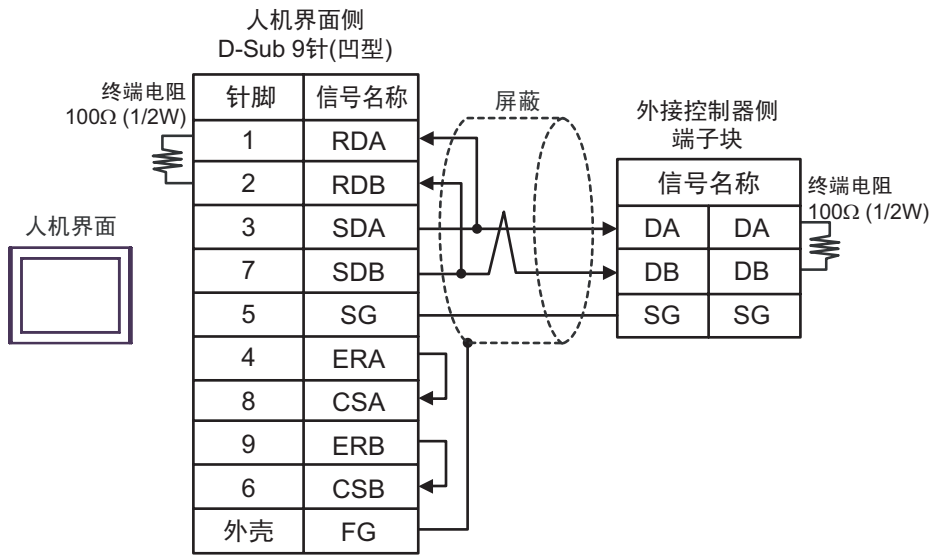 人机界面侧
D-Sub 9针(凹型)
终端电阻
100Ω (1/2W)
针脚 信号名称
1 RDA
2 RDB
3 SDA
7 SDB
5 SG
4 ERA
8 CSA
9 ERB
6 CSB
外壳 FG
人机界面
屏蔽
外接控制器侧
端子块
信号名称
DA DA
DB DB
SG SG
终端电阻
100Ω (1/2W)